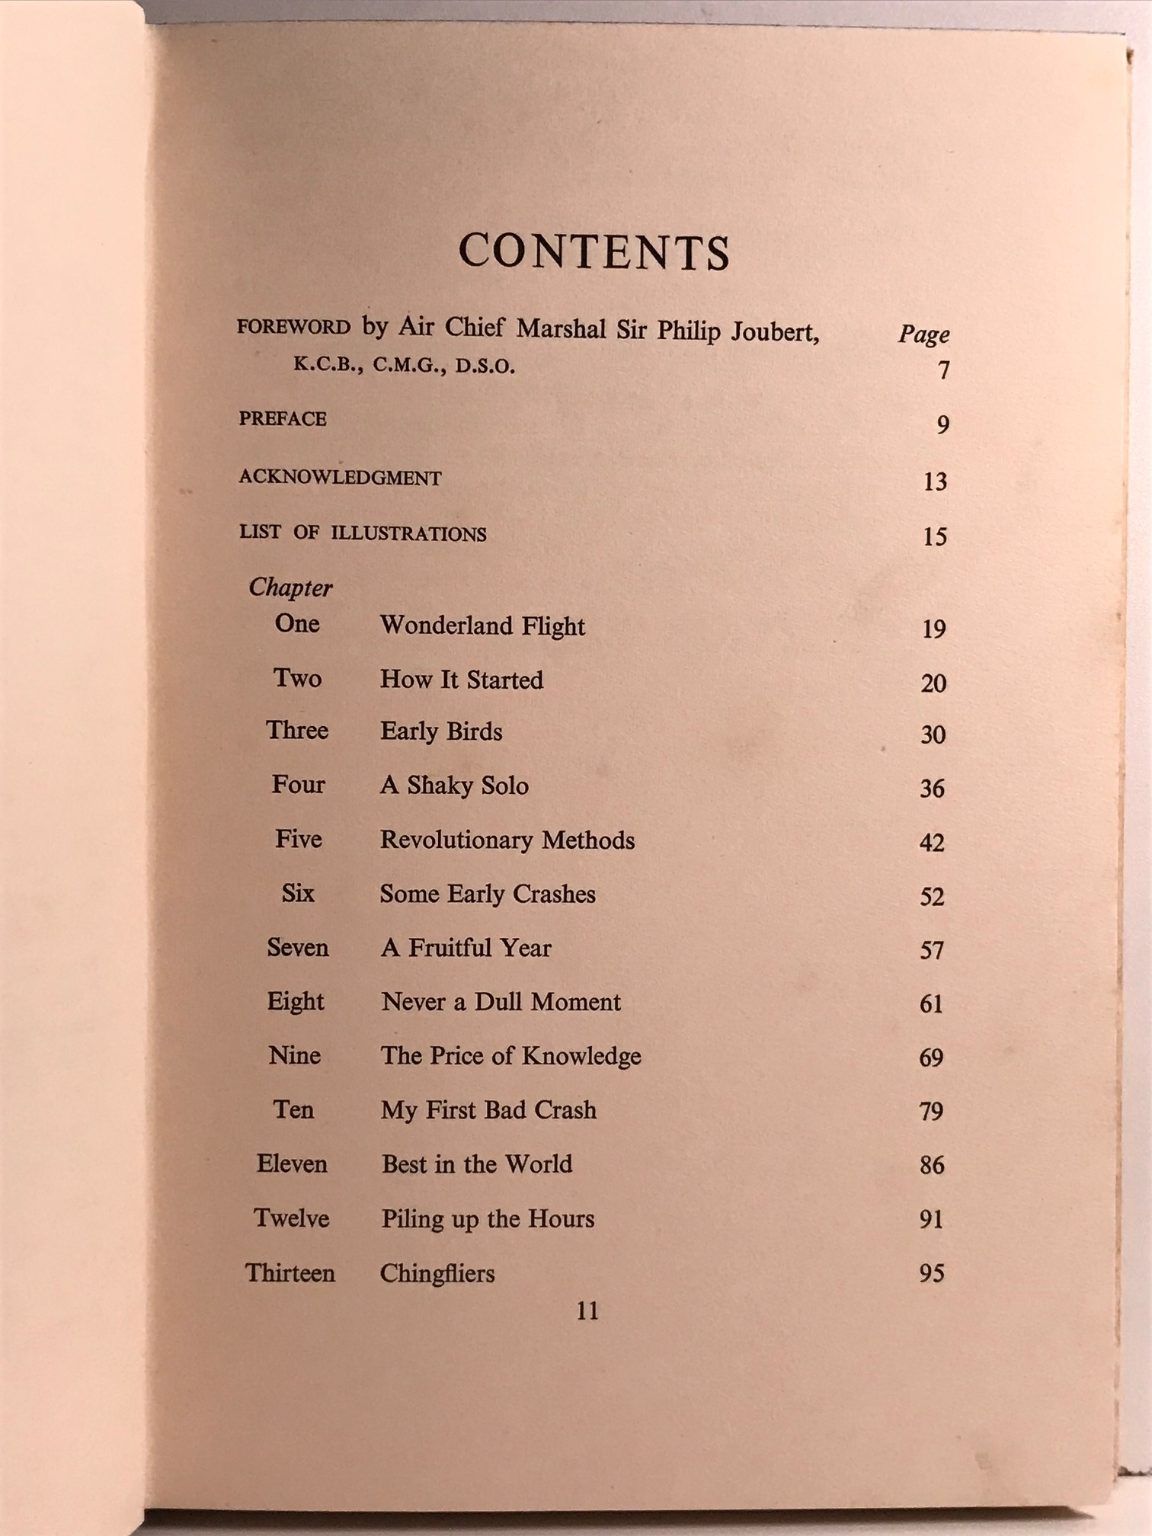 CONTENTS
FOREWORD by Air Chief Marshal Sir Philip Joubert, Page
K.C.B., C.M.G., D.S.O. 7
PREFACE 9
ACKNOWLEDGMENT 13
LIST OF ILLUSTRATIONS 15
Chapter
One Wonderland Flight 19
Two How It Started 20
Three Early Birds 30
Four A Shaky Solo 36
Five Revolutionary Methods 42
Six Some Early Crashes 52
Seven A Fruitful Year 57
Eight Never a Dull Moment 61
Nine The Price of Knowledge 69
Ten My First Bad Crash 79
Eleven Best in the World 86
Twelve Piling up the Hours 91
Thirteen Chingfliers 95
11